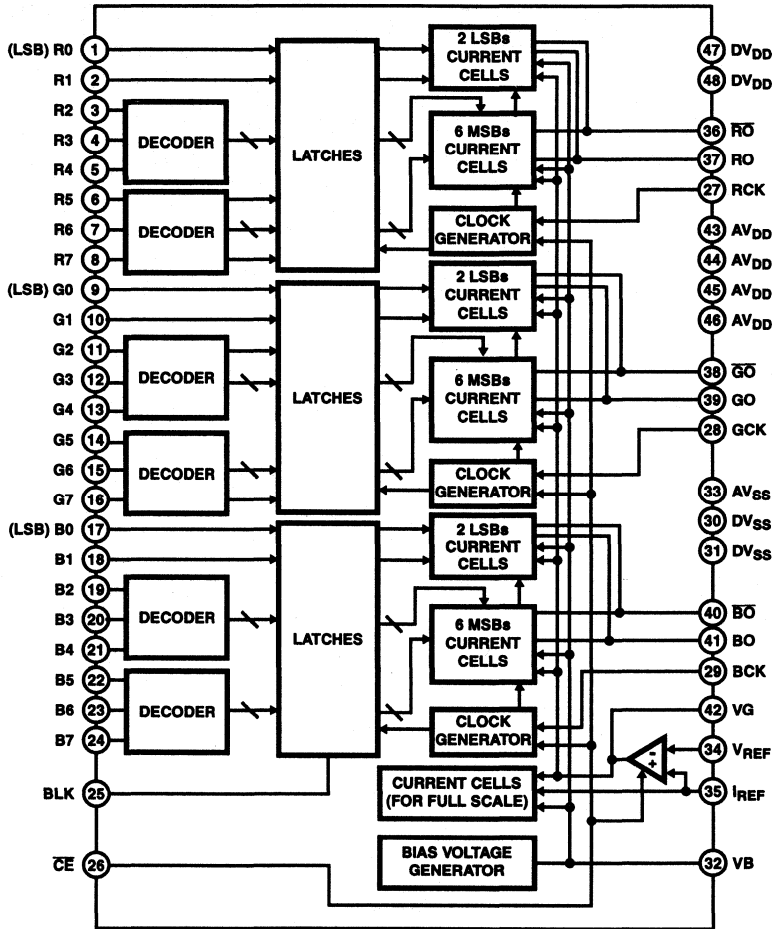 (LSB) R0 1
R1 2
R2 3
R3 4
R4 5
R5 6
R6 7
R7 8
(LSB) G0 9
G1 10
G2 11
G3 12
G4 13
G5 14
G6 15
G7 16
(LSB) B0 17
B1 18
B2 19
B3 20
B4 21
B5 22
B6 23
B7 24
BLK 25
CE 26
DECODER
DECODER
DECODER
DECODER
DECODER
DECODER
LATCHES
LATCHES
LATCHES
2 LSBs
CURRENT
CELLS
6 MSBs
CURRENT
CELLS
CLOCK
GENERATOR
2 LSBs
CURRENT
CELLS
6 MSBs
CURRENT
CELLS
CLOCK
GENERATOR
2 LSBs
CURRENT
CELLS
6 MSBs
CURRENT
CELLS
CLOCK
GENERATOR
CURRENT CELLS
(FOR FULL SCALE)
BIAS VOLTAGE
GENERATOR
-
+
47 DVDD
48 DVDD
36 RO
37 RO
27 RCK
43 AVDD
44 AVDD
45 AVDD
46 AVDD
38 GO
39 GO
28 GCK
33 AVSS
30 DVSS
31 DVSS
40 BO
41 BO
29 BCK
42 VG
34 VREF
35 IREF
32 VB